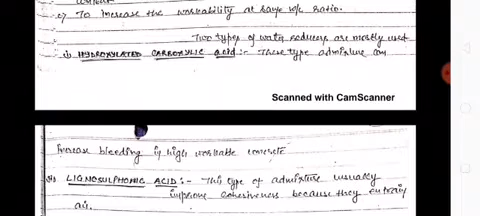 c) To increase the workability at same w/c ratio.
Two types of water reducers are mostly used
i) HYDROXYLATED CARBOXYLIC ACID :- These type admixture can
Scanned with CamScanner
increase bleeding in high workable concrete
ii) LIGNOSULPHONIC ACID :- This type of admixture usually
improve cohesiveness because they entrain
air.